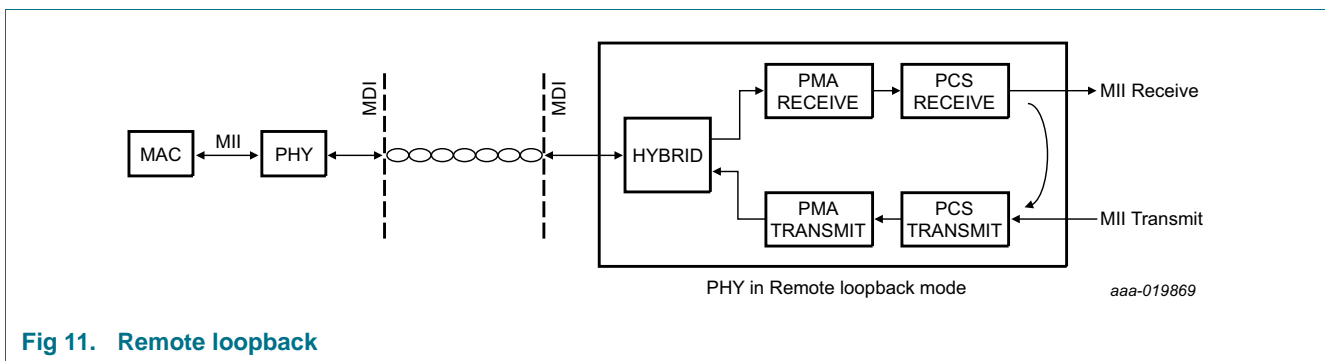 MAC
MII
PHY
MDI
MDI
HYBRID
PMA
RECEIVE
PCS
RECEIVE
MII Receive
PMA
TRANSMIT
PCS
TRANSMIT
MII Transmit
PHY in Remote loopback mode
aaa-019869
Fig 11. Remote loopback